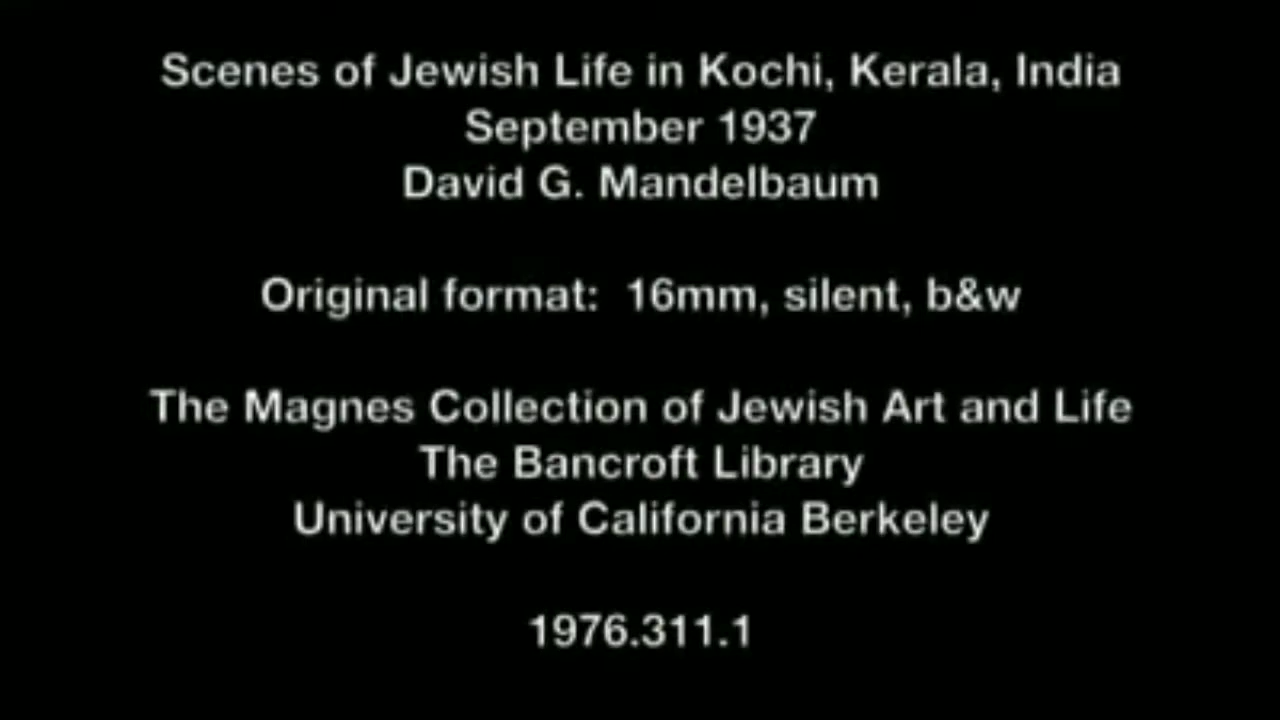 Scenes of Jewish Life in Kochi, Kerala, India
September 1937
David G. Mandelbaum
Original format:  16mm, silent, b&w
The Magnes Collection of Jewish Art and Life
The Bancroft Library
University of California Berkeley
1976.311.1